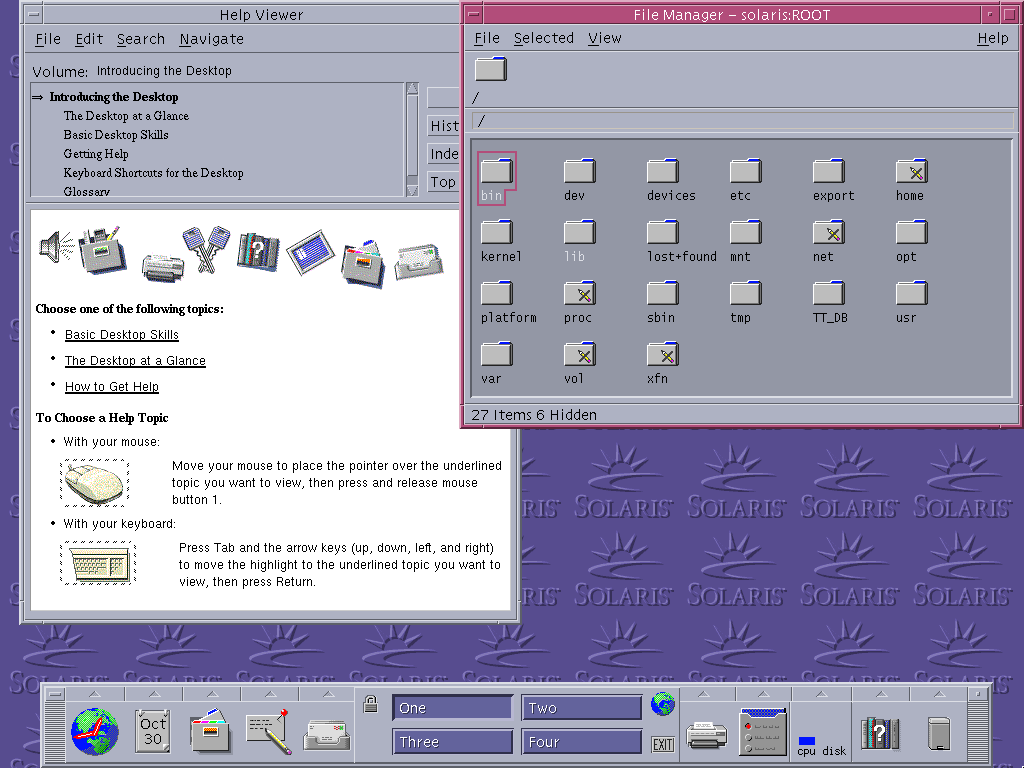 Help Viewer
File Edit Search Navigate
Volume: Introducing the Desktop
⇒ Introducing the Desktop
The Desktop at a Glance
Basic Desktop Skills
Getting Help
Keyboard Shortcuts for the Desktop
Glossary
Hist
Inde
Top
?
Choose one of the following topics:
• Basic Desktop Skills
• The Desktop at a Glance
• How to Get Help
To Choose a Help Topic
• With your mouse:
Move your mouse to place the pointer over the underlined
topic you want to view, then press and release mouse
button 1.
• With your keyboard:
Press Tab and the arrow keys (up, down, left, and right)
to move the highlight to the underlined topic you want to
view, then press Return.
File Manager – solaris:ROOT
File Selected View Help
/
/
bin dev devices etc export home
kernel lib lost+found mnt net opt
platform proc sbin tmp TT_DB usr
var vol xfn
27 Items 6 Hidden
SOLARIS SOLARIS SOLARIS SOLARIS
SOLARIS SOLARIS SOLARIS SOLARIS
Oct
30
One Two
Three Four
EXIT
cpu disk
?